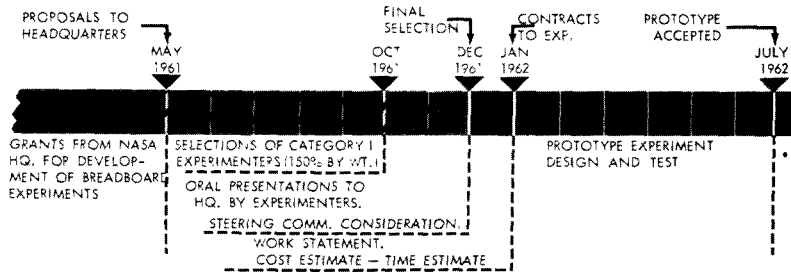 PROPOSALS TO
HEADQUARTERS
FINAL
SELECTION
CONTRACTS
TO EXP.
PROTOTYPE
ACCEPTED
MAY
1961
OCT
1961
DEC
1961
JAN
1962
JULY
1962
GRANTS FROM NASA
HQ. FOR DEVELOP-
MENT OF BREADBOARD
EXPERIMENTS
SELECTIONS OF CATEGORY I
EXPERIMENTERS (150% BY WT.)
ORAL PRESENTATIONS TO
HQ. BY EXPERIMENTERS.
STEERING COMM. CONSIDERATION.
WORK STATEMENT.
COST ESTIMATE — TIME ESTIMATE
PROTOTYPE EXPERIMENT
DESIGN AND TEST